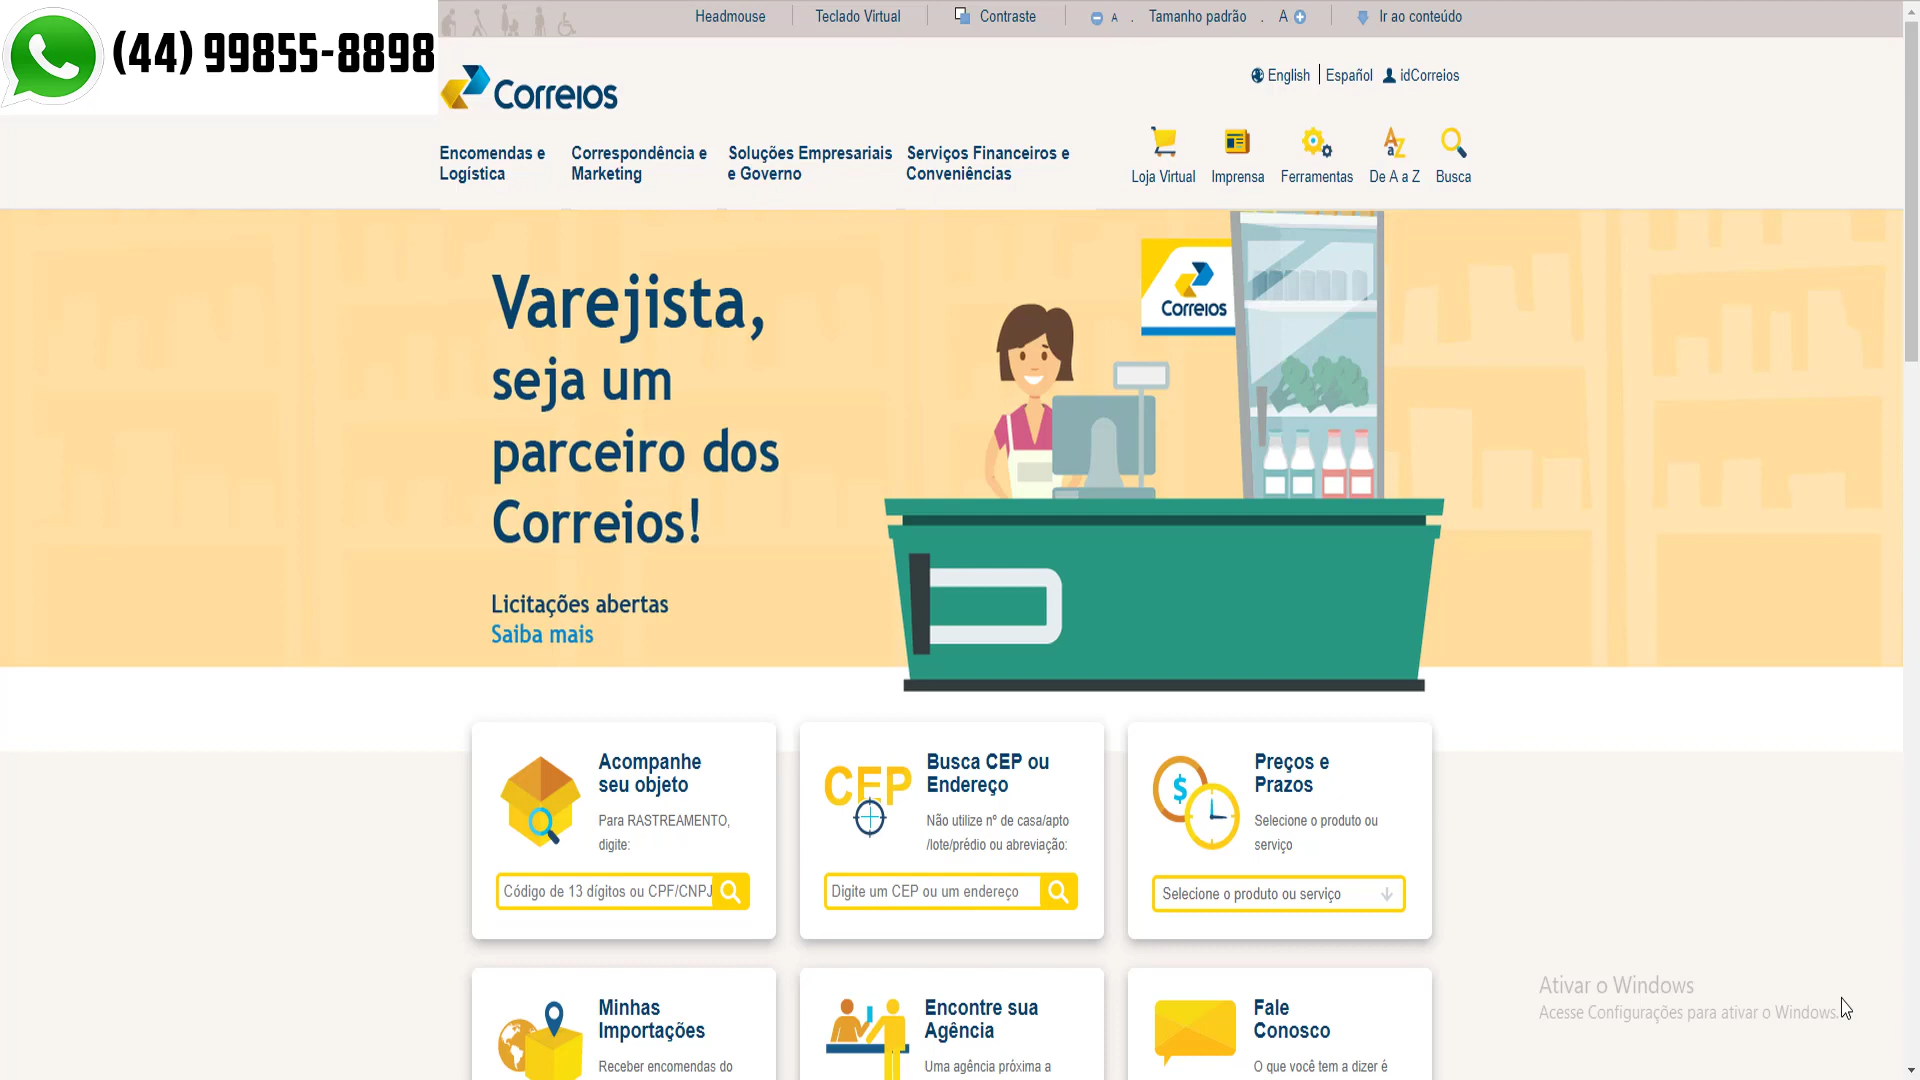 (44) 99855-8898
Headmouse
Teclado Virtual
Contraste
A . Tamanho padrão . A
Ir ao conteúdo
Correios
English
Español
idCorreios
Encomendas e
Logística
Correspondência e
Marketing
Soluções Empresariais
e Governo
Serviços Financeiros e
Conveniências
Loja Virtual
Imprensa
Ferramentas
De A a Z
Busca
Varejista,
seja um
parceiro dos
Correios!
Licitações abertas
Saiba mais
Correios
Acompanhe
seu objeto
Para RASTREAMENTO,
digite:
Código de 13 dígitos ou CPF/CNPJ
CEP
Busca CEP ou
Endereço
Não utilize nº de casa/apto
/lote/prédio ou abreviação:
Digite um CEP ou um endereço
Preços e
Prazos
Selecione o produto ou
serviço
Selecione o produto ou serviço
Minhas
Importações
Receber encomendas do
Encontre sua
Agência
Uma agência próxima a
Fale
Conosco
O que você tem a dizer é
Ativar o Windows
Acesse Configurações para ativar o Windows.